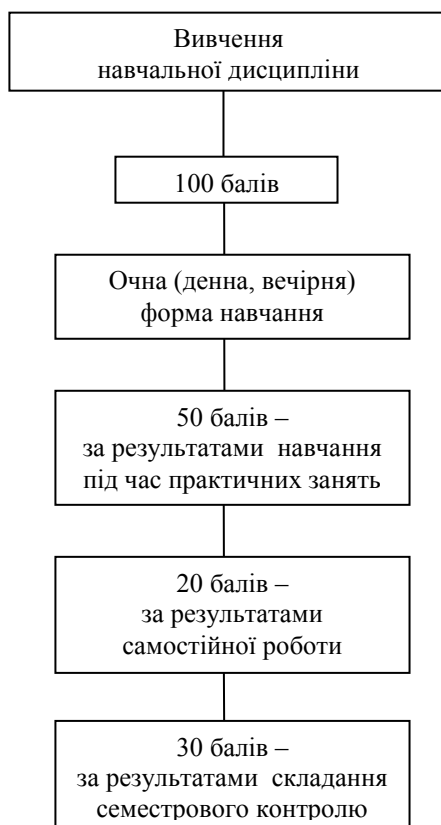 Вивчення
навчальної дисципліни
100 балів
Очна (денна, вечірня)
форма навчання
50 балів –
за результатами навчання
під час практичних занять
20 балів –
за результатами
самостійної роботи
30 балів –
за результатами складання
семестрового контролю